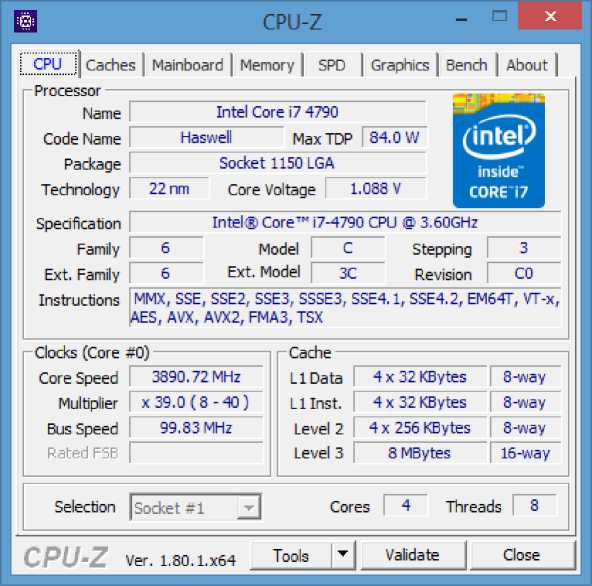 CPU-Z
CPU Caches Mainboard Memory SPD Graphics Bench About
Processor
Name Intel Core i7 4790
Code Name Haswell Max TDP 84.0 W
Package Socket 1150 LGA
Technology 22 nm Core Voltage 1.088 V
intel
inside™
CORE™i7
Specification Intel® Core™ i7-4790 CPU @ 3.60GHz
Family 6 Model C Stepping 3
Ext. Family 6 Ext. Model 3C Revision C0
Instructions MMX, SSE, SSE2, SSE3, SSSE3, SSE4.1, SSE4.2, EM64T, VT-x,
AES, AVX, AVX2, FMA3, TSX
Clocks (Core #0)
Core Speed 3890.72 MHz
Multiplier x 39.0 ( 8 - 40 )
Bus Speed 99.83 MHz
Rated FSB
Cache
L1 Data 4 x 32 KBytes 8-way
L1 Inst. 4 x 32 KBytes 8-way
Level 2 4 x 256 KBytes 8-way
Level 3 8 MBytes 16-way
Selection Socket #1 Cores 4 Threads 8
CPU-Z Ver. 1.80.1.x64 Tools Validate Close